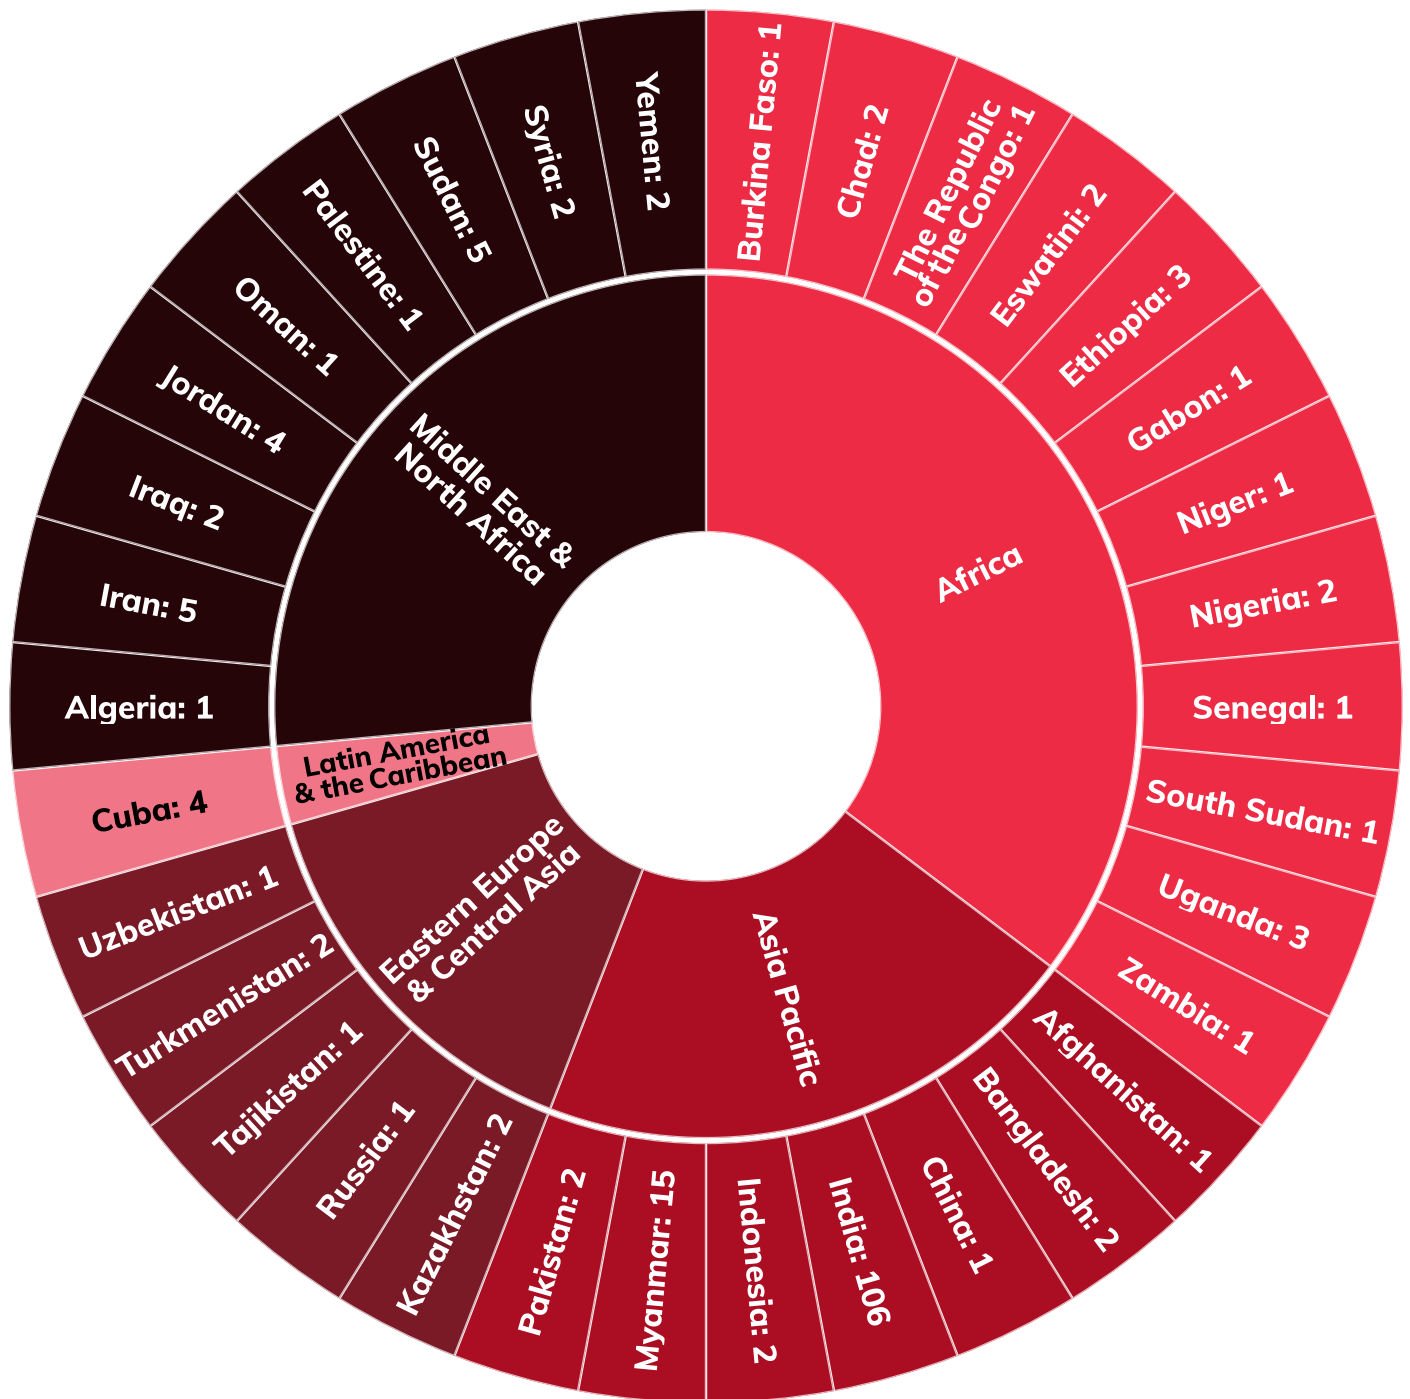 Burkina Faso: 1
Chad: 2
The Republic
of the Congo: 1
Eswatini: 2
Ethiopia: 3
Gabon: 1
Niger: 1
Nigeria: 2
Senegal: 1
South Sudan: 1
Uganda: 3
Zambia: 1
Afghanistan: 1
Bangladesh: 2
China: 1
India: 106
Indonesia: 2
Myanmar: 15
Pakistan: 2
Kazakhstan: 2
Russia: 1
Tajikistan: 1
Turkmenistan: 2
Uzbekistan: 1
Cuba: 4
Algeria: 1
Iran: 5
Iraq: 2
Jordan: 4
Oman: 1
Palestine: 1
Sudan: 5
Syria: 2
Yemen: 2
Africa
Asia Pacific
Eastern Europe
& Central Asia
Latin America
& the Caribbean
Middle East &
North Africa